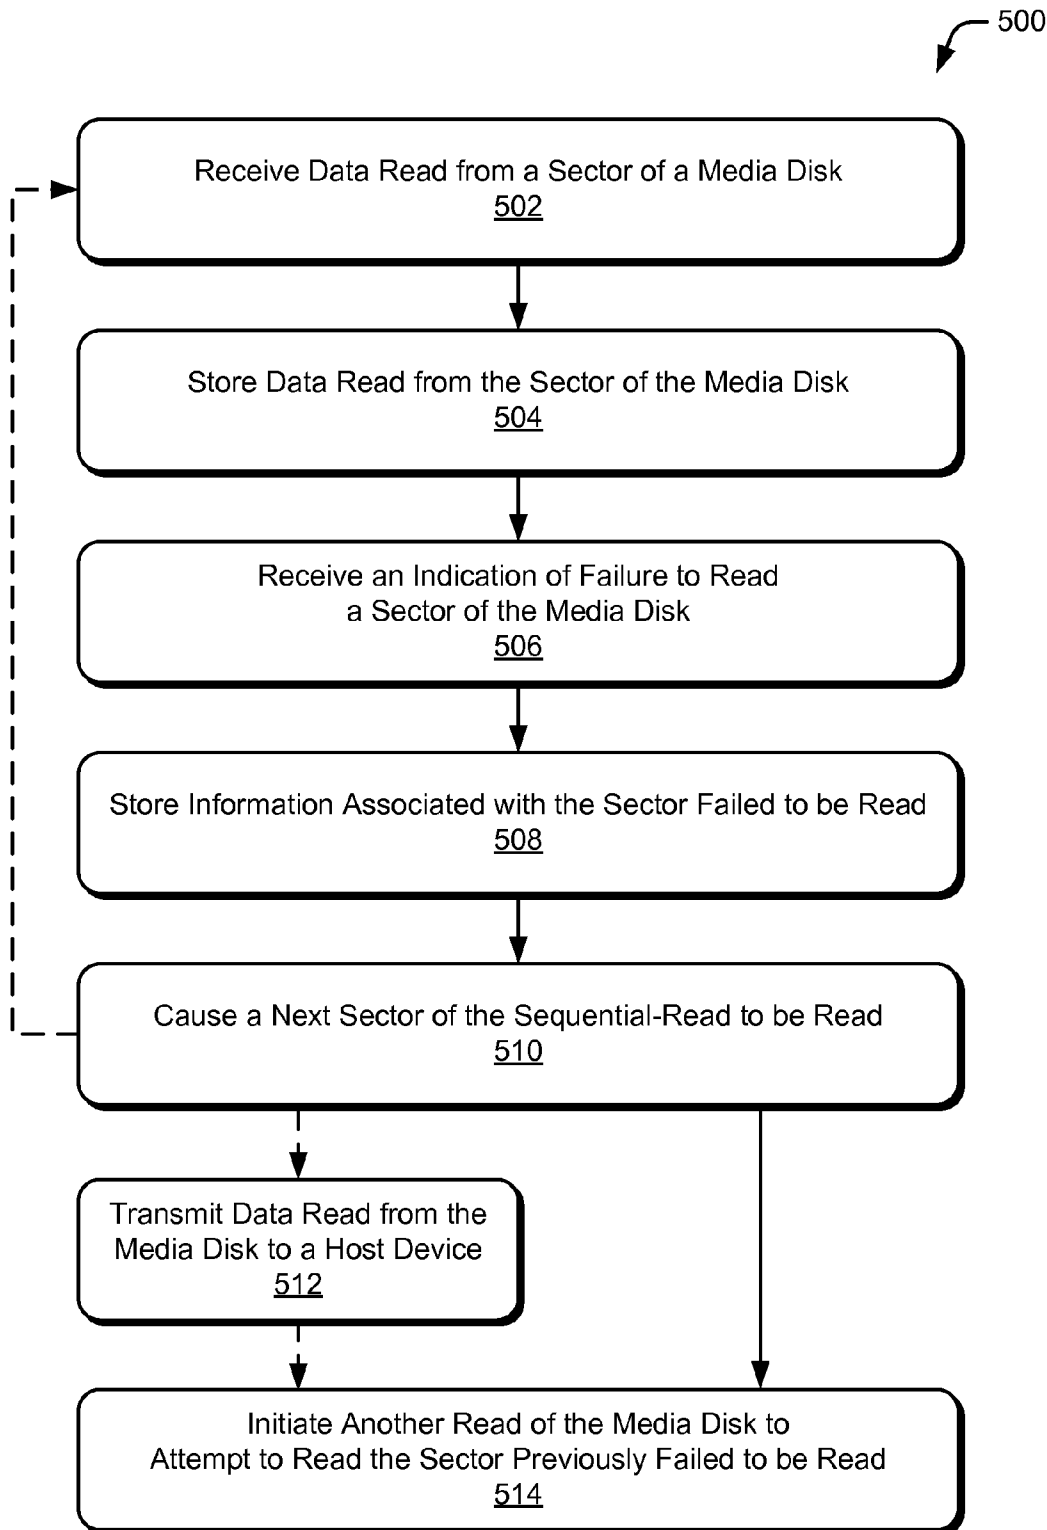 500
Receive Data Read from a Sector of a Media Disk
502
Store Data Read from the Sector of the Media Disk
504
Receive an Indication of Failure to Read
a Sector of the Media Disk
506
Store Information Associated with the Sector Failed to be Read
508
Cause a Next Sector of the Sequential-Read to be Read
510
Transmit Data Read from the
Media Disk to a Host Device
512
Initiate Another Read of the Media Disk to
Attempt to Read the Sector Previously Failed to be Read
514